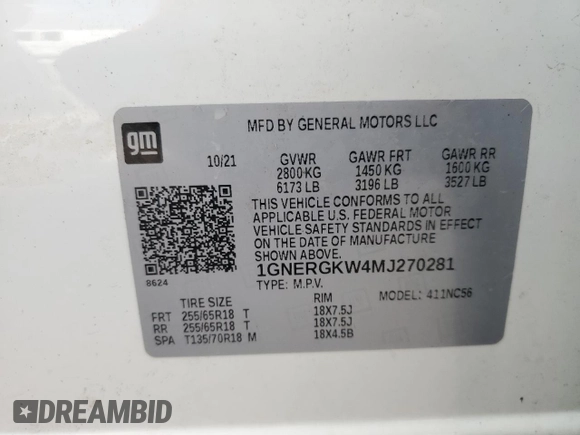 gm
MFD BY GENERAL MOTORS LLC
10/21 GVWR GAWR FRT GAWR RR
2800 KG 1450 KG 1600 KG
6173 LB 3196 LB 3527 LB
THIS VEHICLE CONFORMS TO ALL
APPLICABLE U.S. FEDERAL MOTOR
VEHICLE SAFETY STANDARDS IN EFFECT
ON THE DATE OF MANUFACTURE
SHOWN ABOVE.
1GNERGKW4MJ270281
8624
TYPE: M.P.V. MODEL: 411NC56
TIRE SIZE RIM
FRT 255/65R18 T 18X7.5J
RR 255/65R18 T 18X7.5J
SPA T135/70R18 M 18X4.5B
DREAMBID